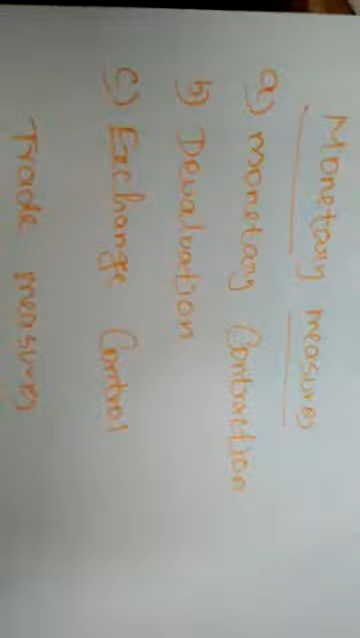 Monetary measures
a) monetary Contraction
b) Devaluation
c) Exchange Control
Trade measures